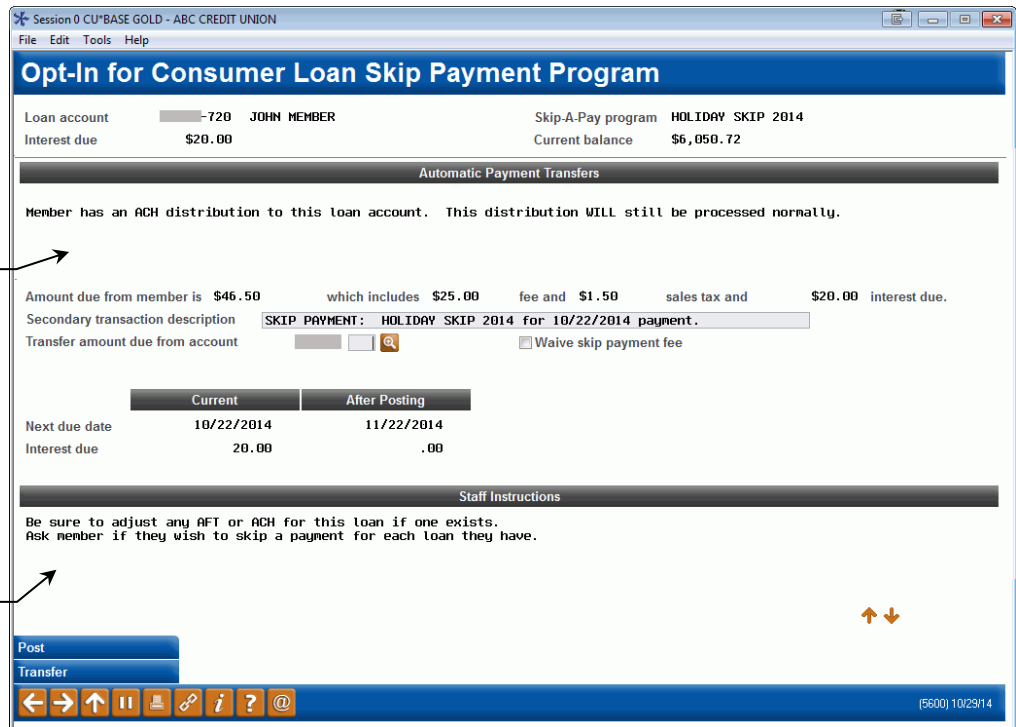 Session 0 CU*BASE GOLD - ABC CREDIT UNION
File Edit Tools Help
Opt-In for Consumer Loan Skip Payment Program
Loan account -720 JOHN MEMBER Skip-A-Pay program HOLIDAY SKIP 2014
Interest due $20.00 Current balance $6,050.72
Automatic Payment Transfers
Member has an ACH distribution to this loan account. This distribution WILL still be processed normally.
Amount due from member is $46.50 which includes $25.00 fee and $1.50 sales tax and $20.00 interest due.
Secondary transaction description SKIP PAYMENT: HOLIDAY SKIP 2014 for 10/22/2014 payment.
Transfer amount due from account Waive skip payment fee
Current After Posting
Next due date 10/22/2014 11/22/2014
Interest due 20.00 .00
Staff Instructions
Be sure to adjust any AFT or ACH for this loan if one exists.
Ask member if they wish to skip a payment for each loan they have.
Post
Transfer
i ? @ (5600) 10/29/14